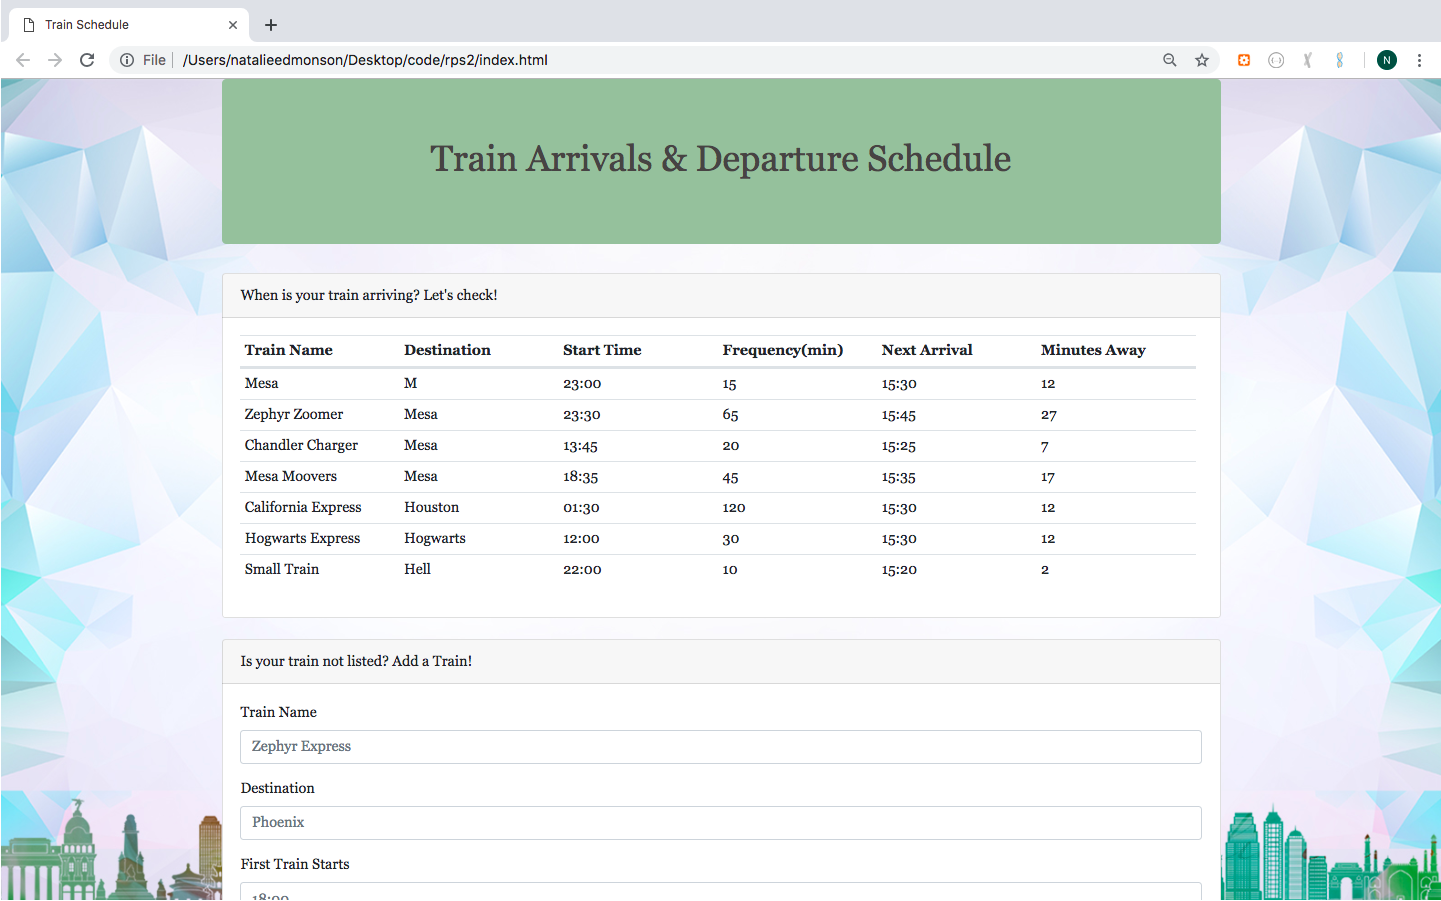 Train Schedule
File /Users/natalieedmonson/Desktop/code/rps2/index.html N
Train Arrivals & Departure Schedule
When is your train arriving? Let's check!
Train Name Destination Start Time Frequency(min) Next Arrival Minutes Away
Mesa M 23:00 15 15:30 12
Zephyr Zoomer Mesa 23:30 65 15:45 27
Chandler Charger Mesa 13:45 20 15:25 7
Mesa Moovers Mesa 18:35 45 15:35 17
California Express Houston 01:30 120 15:30 12
Hogwarts Express Hogwarts 12:00 30 15:30 12
Small Train Hell 22:00 10 15:20 2
Is your train not listed? Add a Train!
Train Name
Zephyr Express
Destination
Phoenix
First Train Starts
18:00